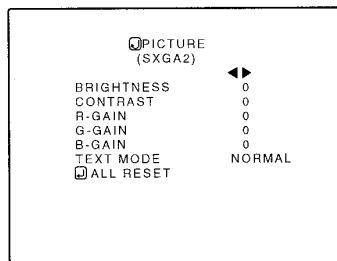 PICTURE
(SXGA2)
◀▶
BRIGHTNESS 0
CONTRAST 0
R-GAIN 0
G-GAIN 0
B-GAIN 0
TEXT MODE NORMAL
ALL RESET